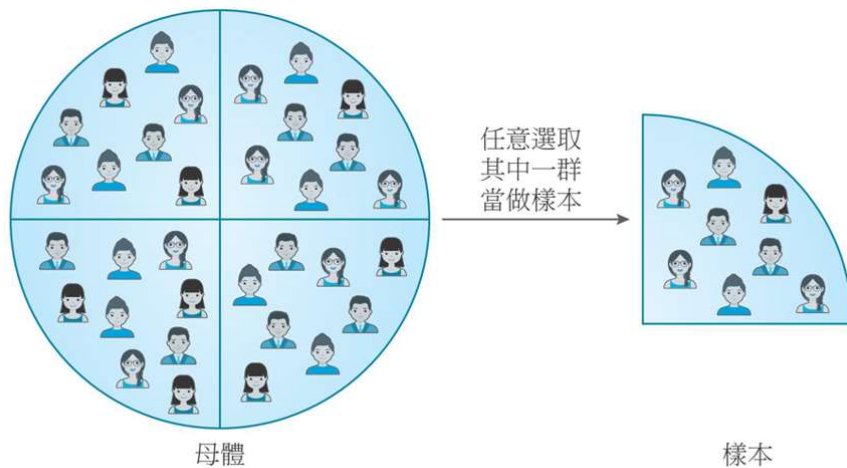 任意選取
其中一群
當做樣本
母體
樣本